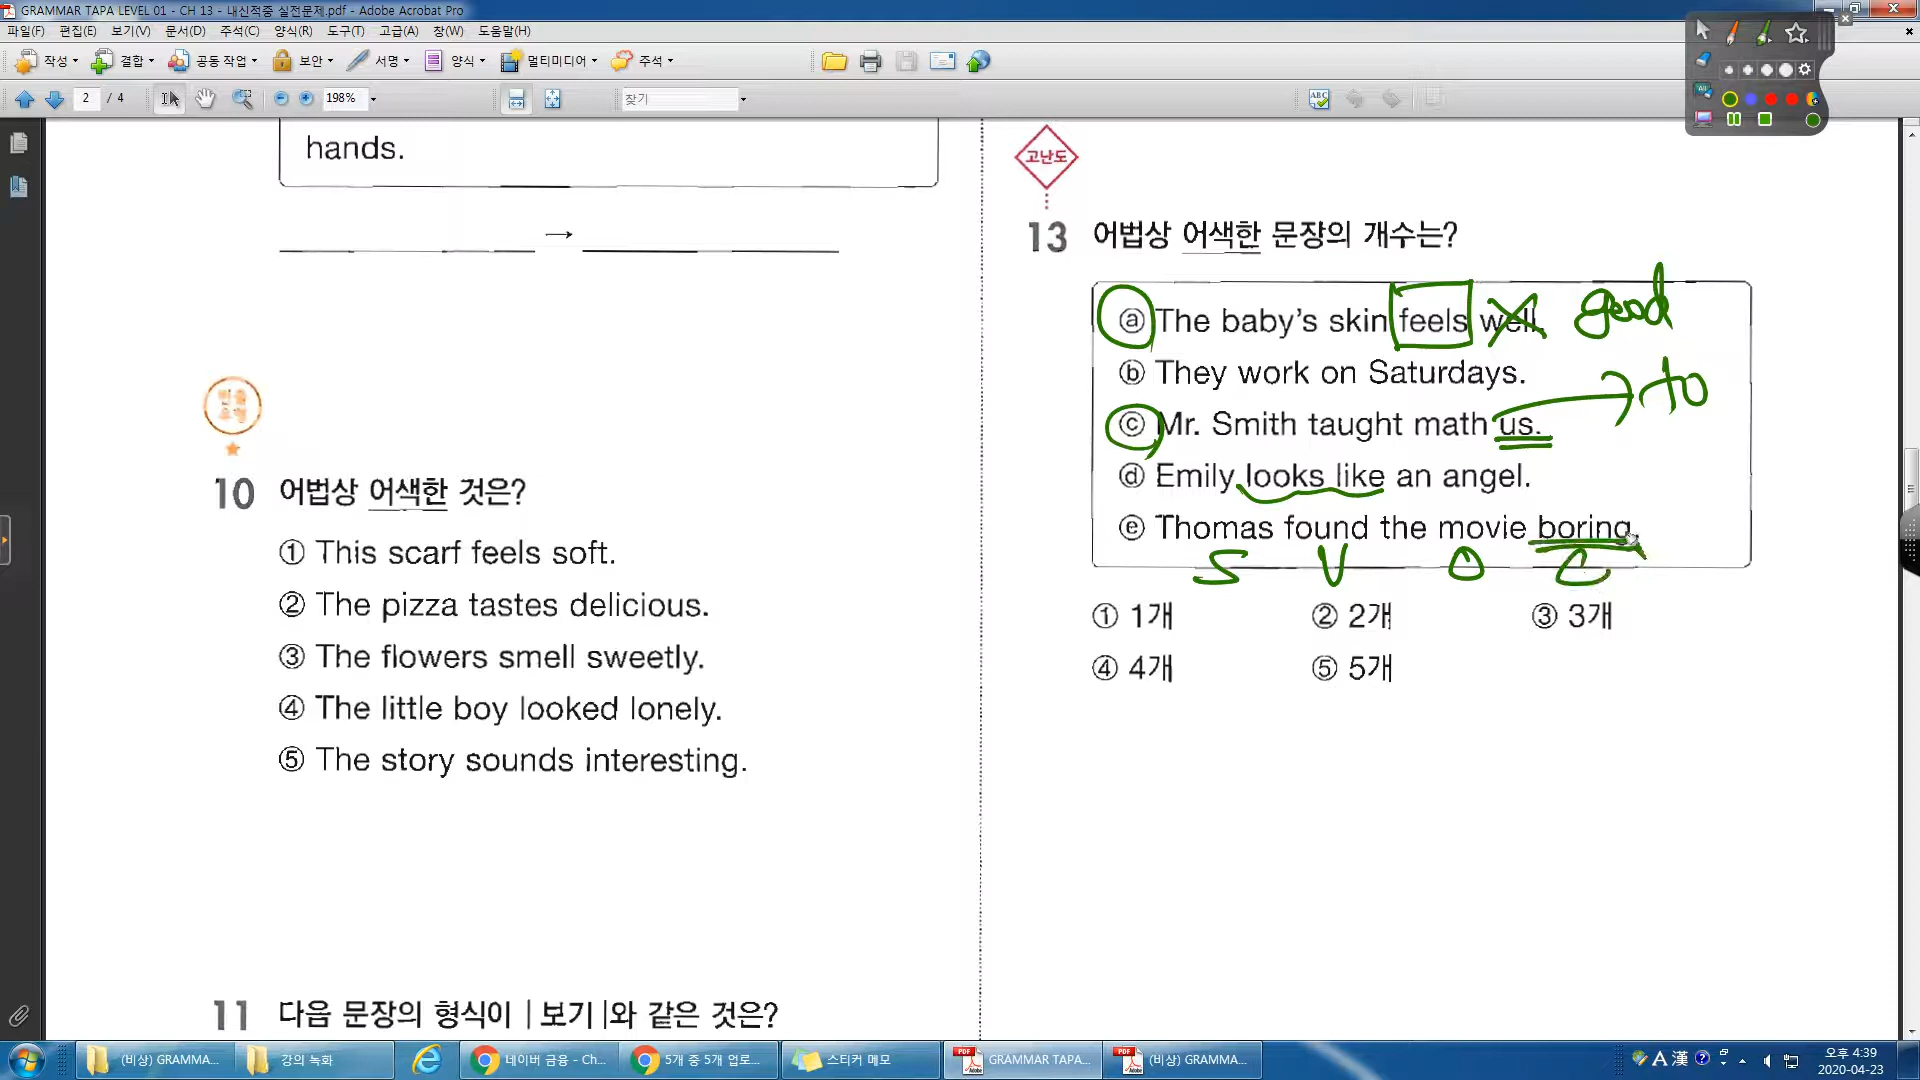 GRAMMAR TAPA LEVEL 01 - CH 13 - 내신적중 실전문제.pdf - Adobe Acrobat Pro
파일(F) 편집(E) 보기(V) 문서(D) 주석(C) 양식(R) 도구(T) 고급(A) 창(W) 도움말(H)
작성 결합 공동 작업 보안 서명 양식 멀티미디어 주석
2 / 4 198% 찾기
hands.
→
빈출 유형
10 어법상 어색한 것은?
① This scarf feels soft.
② The pizza tastes delicious.
③ The flowers smell sweetly.
④ The little boy looked lonely.
⑤ The story sounds interesting.
11 다음 문장의 형식이 |보기|와 같은 것은?
고난도
13 어법상 어색한 문장의 개수는?
ⓐ The baby's skin feels well. good
ⓑ They work on Saturdays.
ⓒ Mr. Smith taught math us. to
ⓓ Emily looks like an angel.
ⓔ Thomas found the movie boring.
S V O C
① 1개 ② 2개 ③ 3개
④ 4개 ⑤ 5개
(비상) GRAMMA... 강의 녹화 네이버 금융 - Ch... 5개 중 5개 업로... 스티커 메모 GRAMMAR TAPA... (비상) GRAMMA... A 漢 오후 4:39
2020-04-23